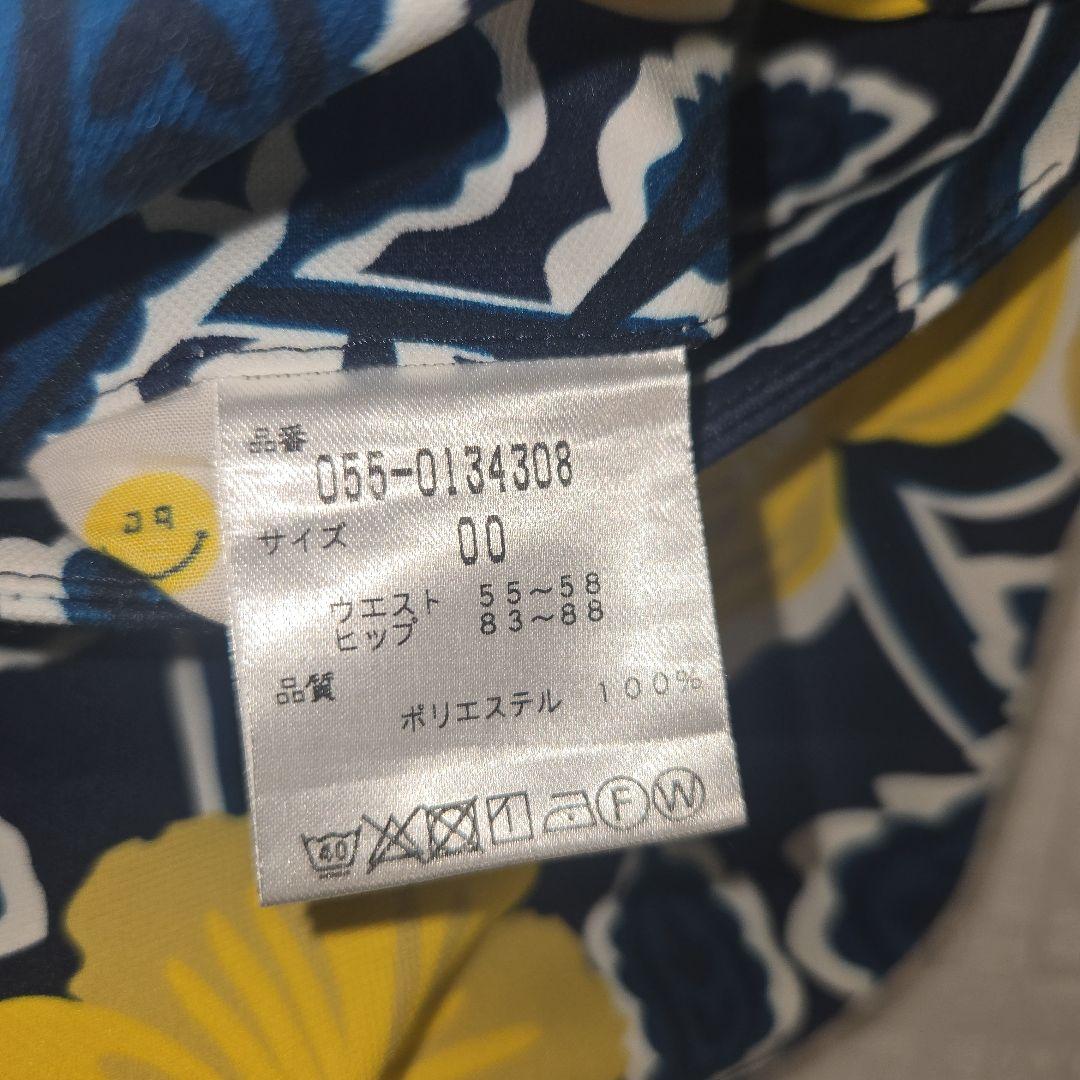 品番
055-0134308
サイズ 00
ウエスト 55~58
ヒップ 83~88
品質
ポリエステル 100%
40
F W